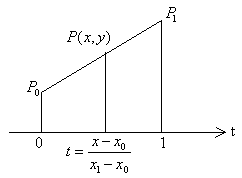 P₁
P(x, y)
P₀
t
0
1
t = (x − x₀)/(x₁ − x₀)